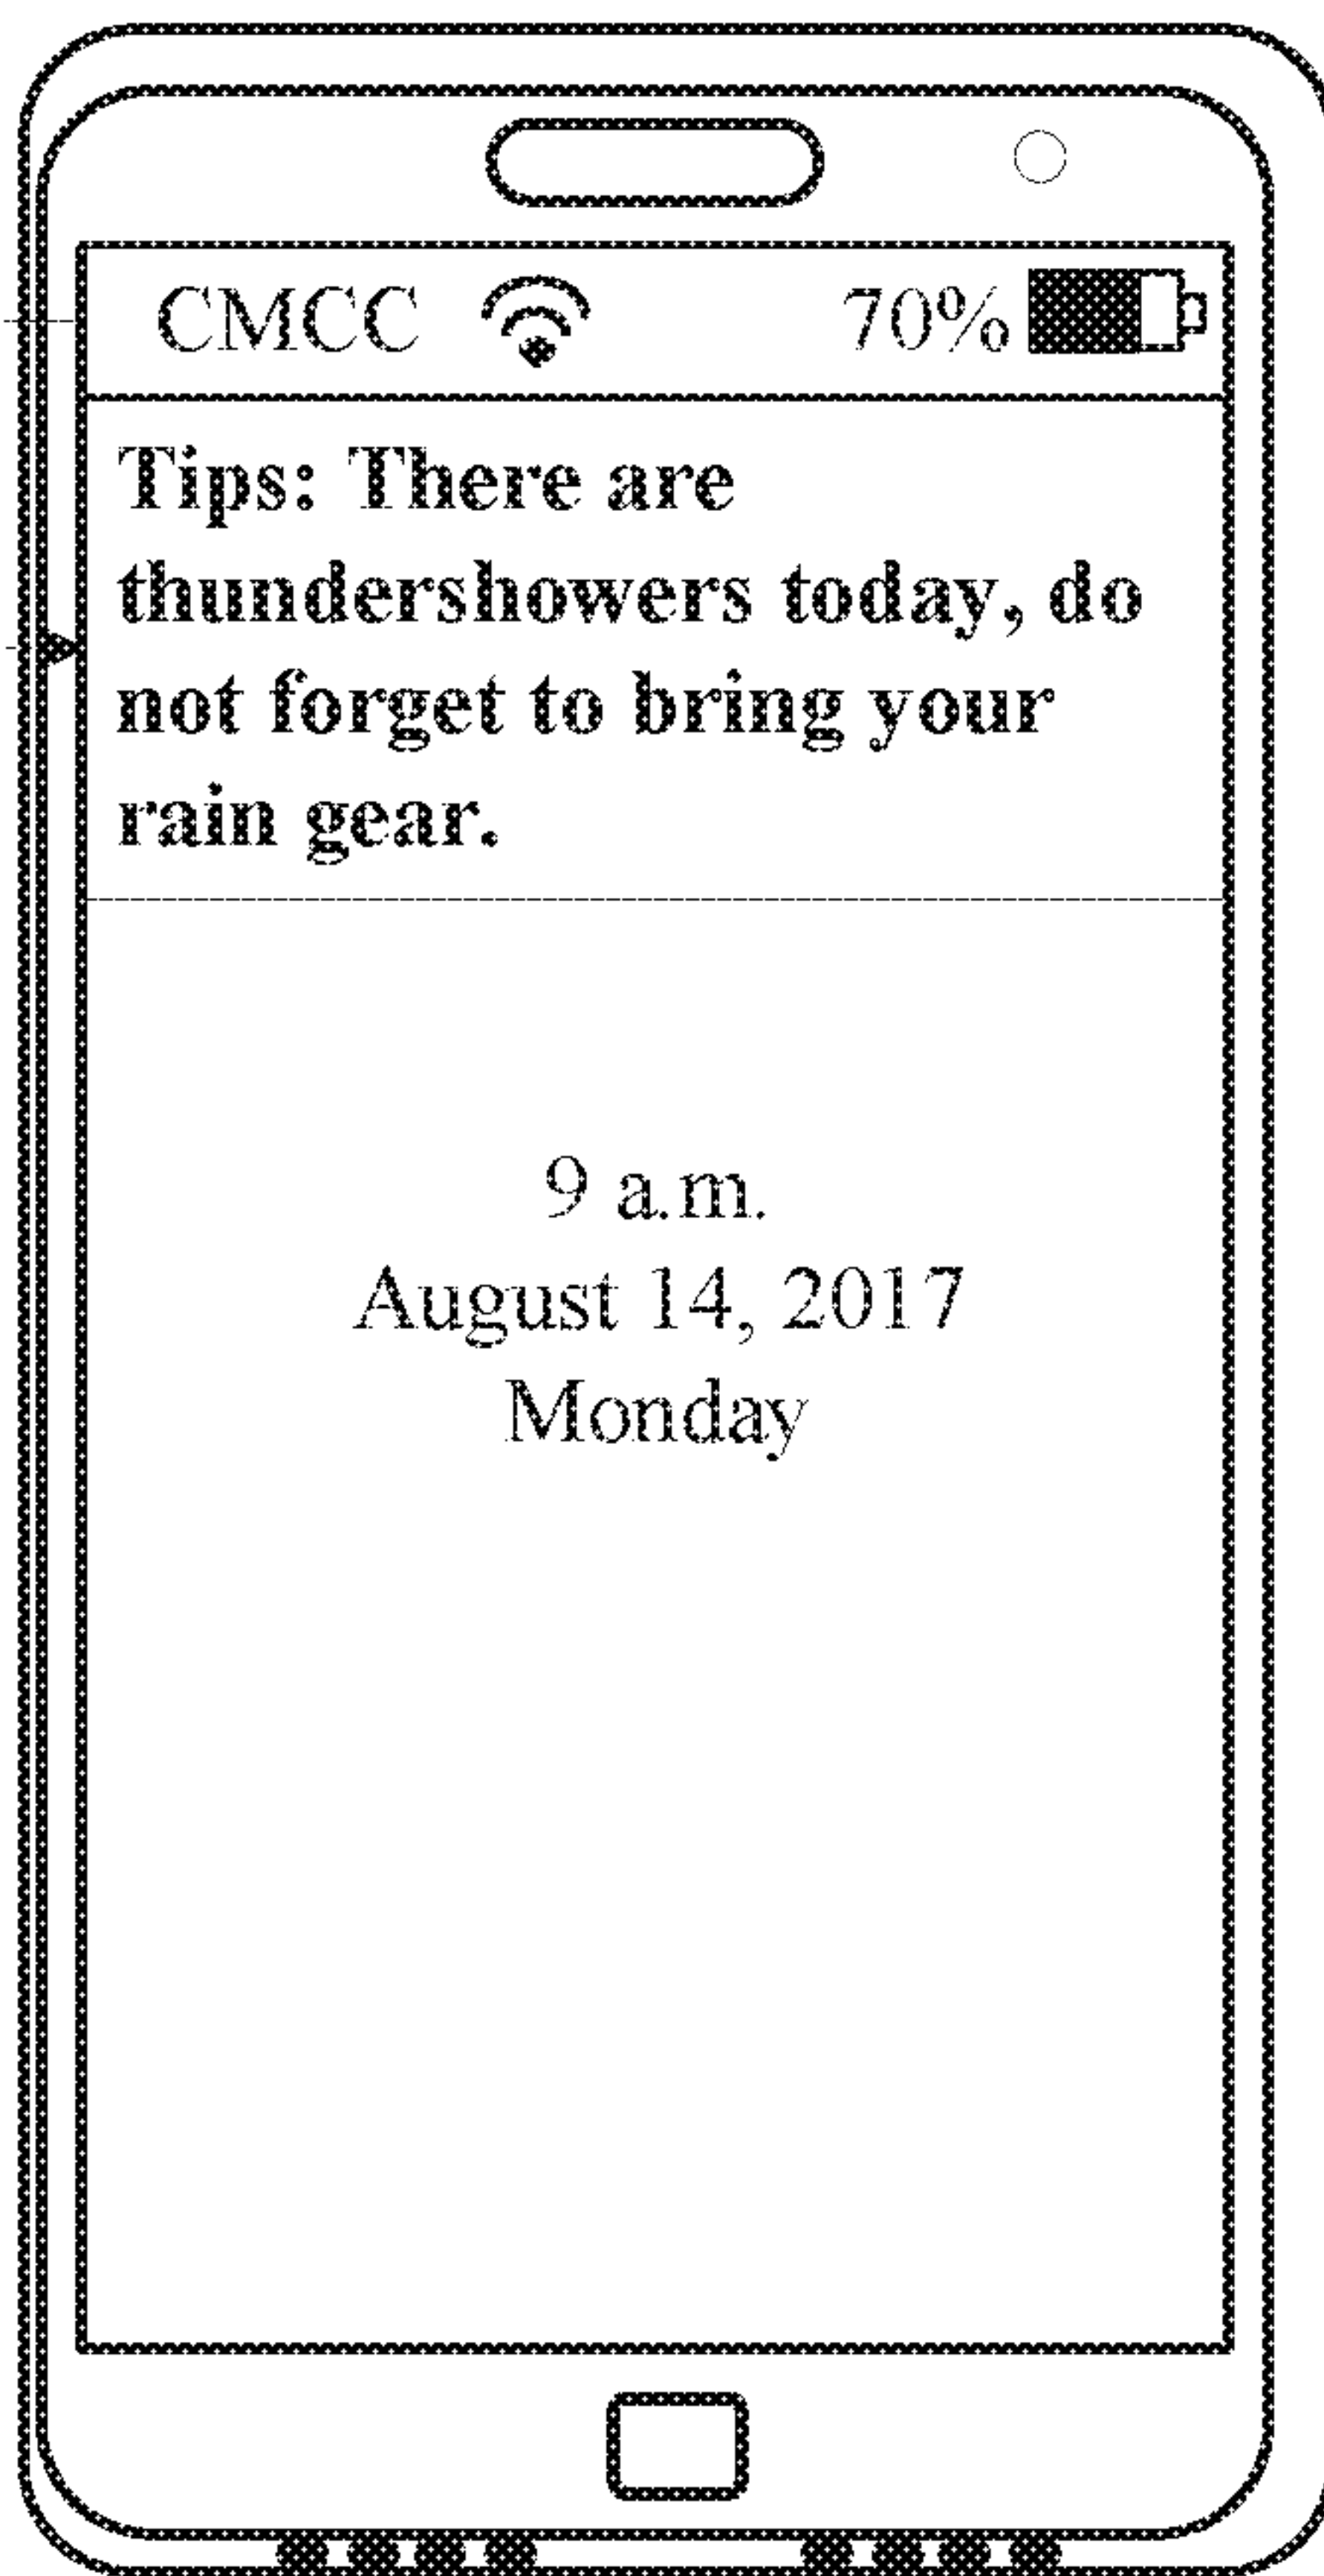 CMCC 70%
Tips: There are
thundershowers today, do
not forget to bring your
rain gear.
9 a.m.
August 14, 2017
Monday